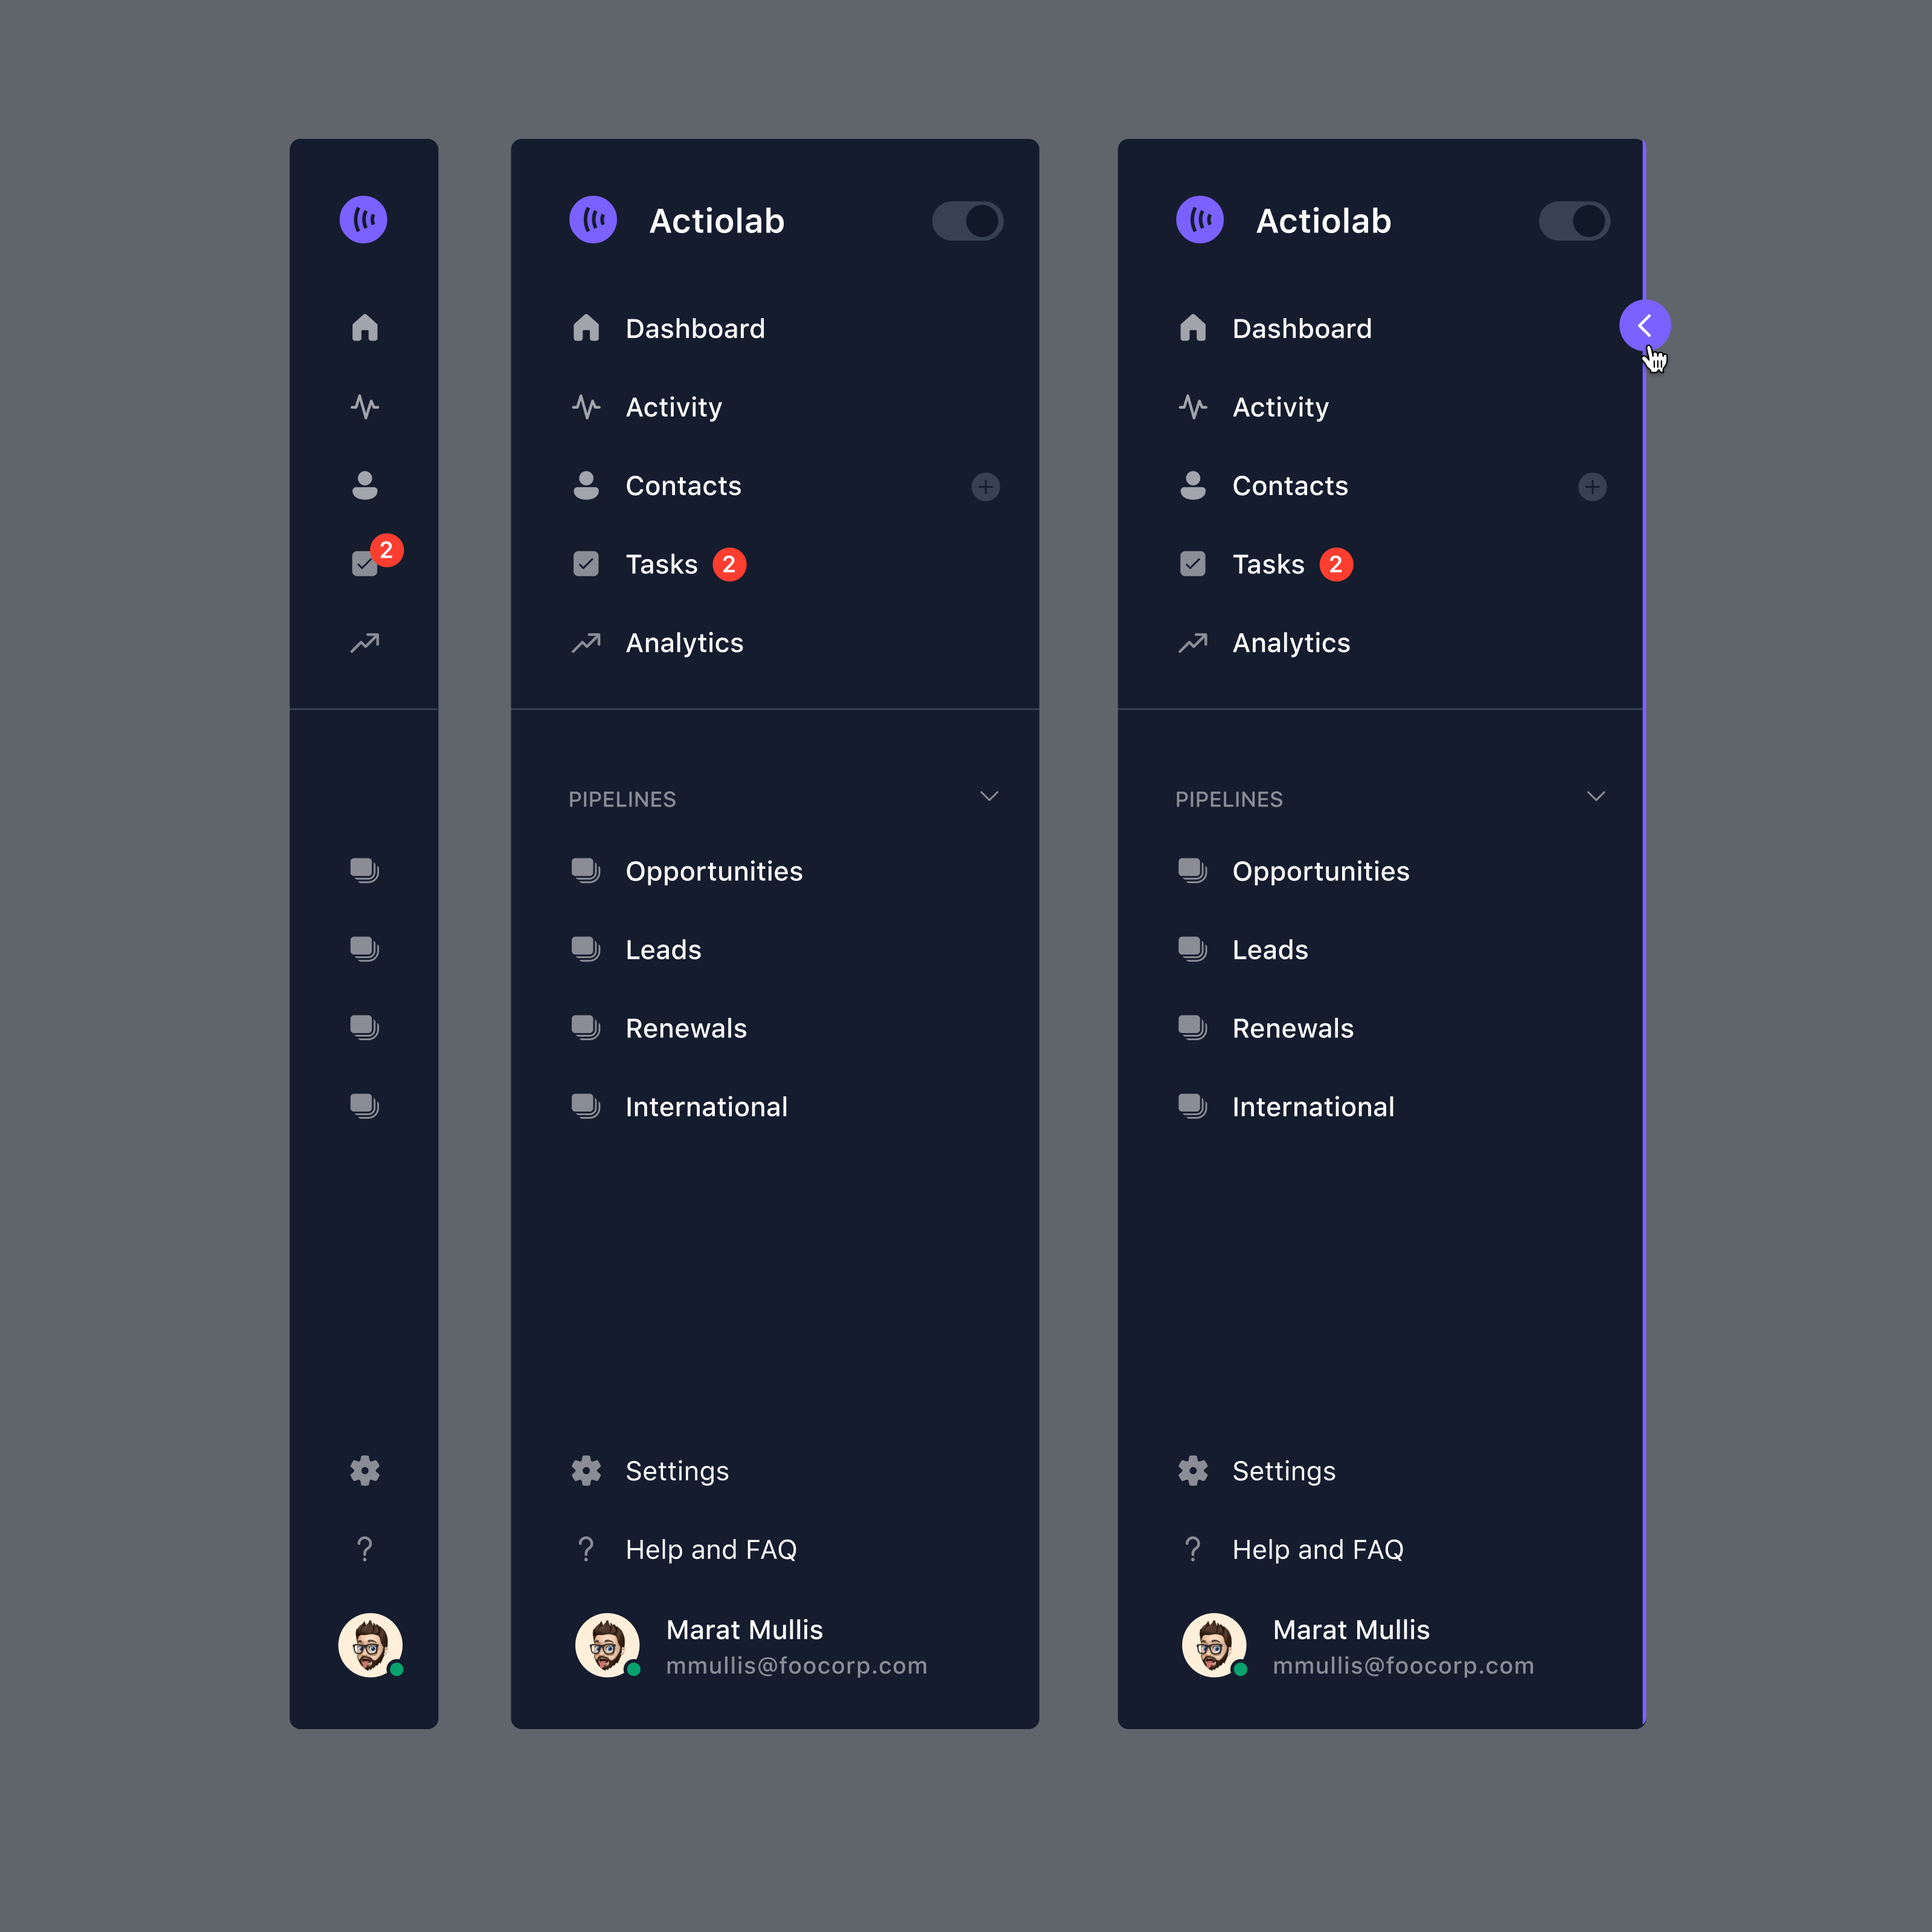 2
Actiolab
Dashboard
Activity
Contacts
Tasks 2
Analytics
PIPELINES
Opportunities
Leads
Renewals
International
Settings
? Help and FAQ
Marat Mullis
mmullis@foocorp.com
Actiolab
Dashboard
Activity
Contacts
Tasks 2
Analytics
PIPELINES
Opportunities
Leads
Renewals
International
Settings
? Help and FAQ
Marat Mullis
mmullis@foocorp.com